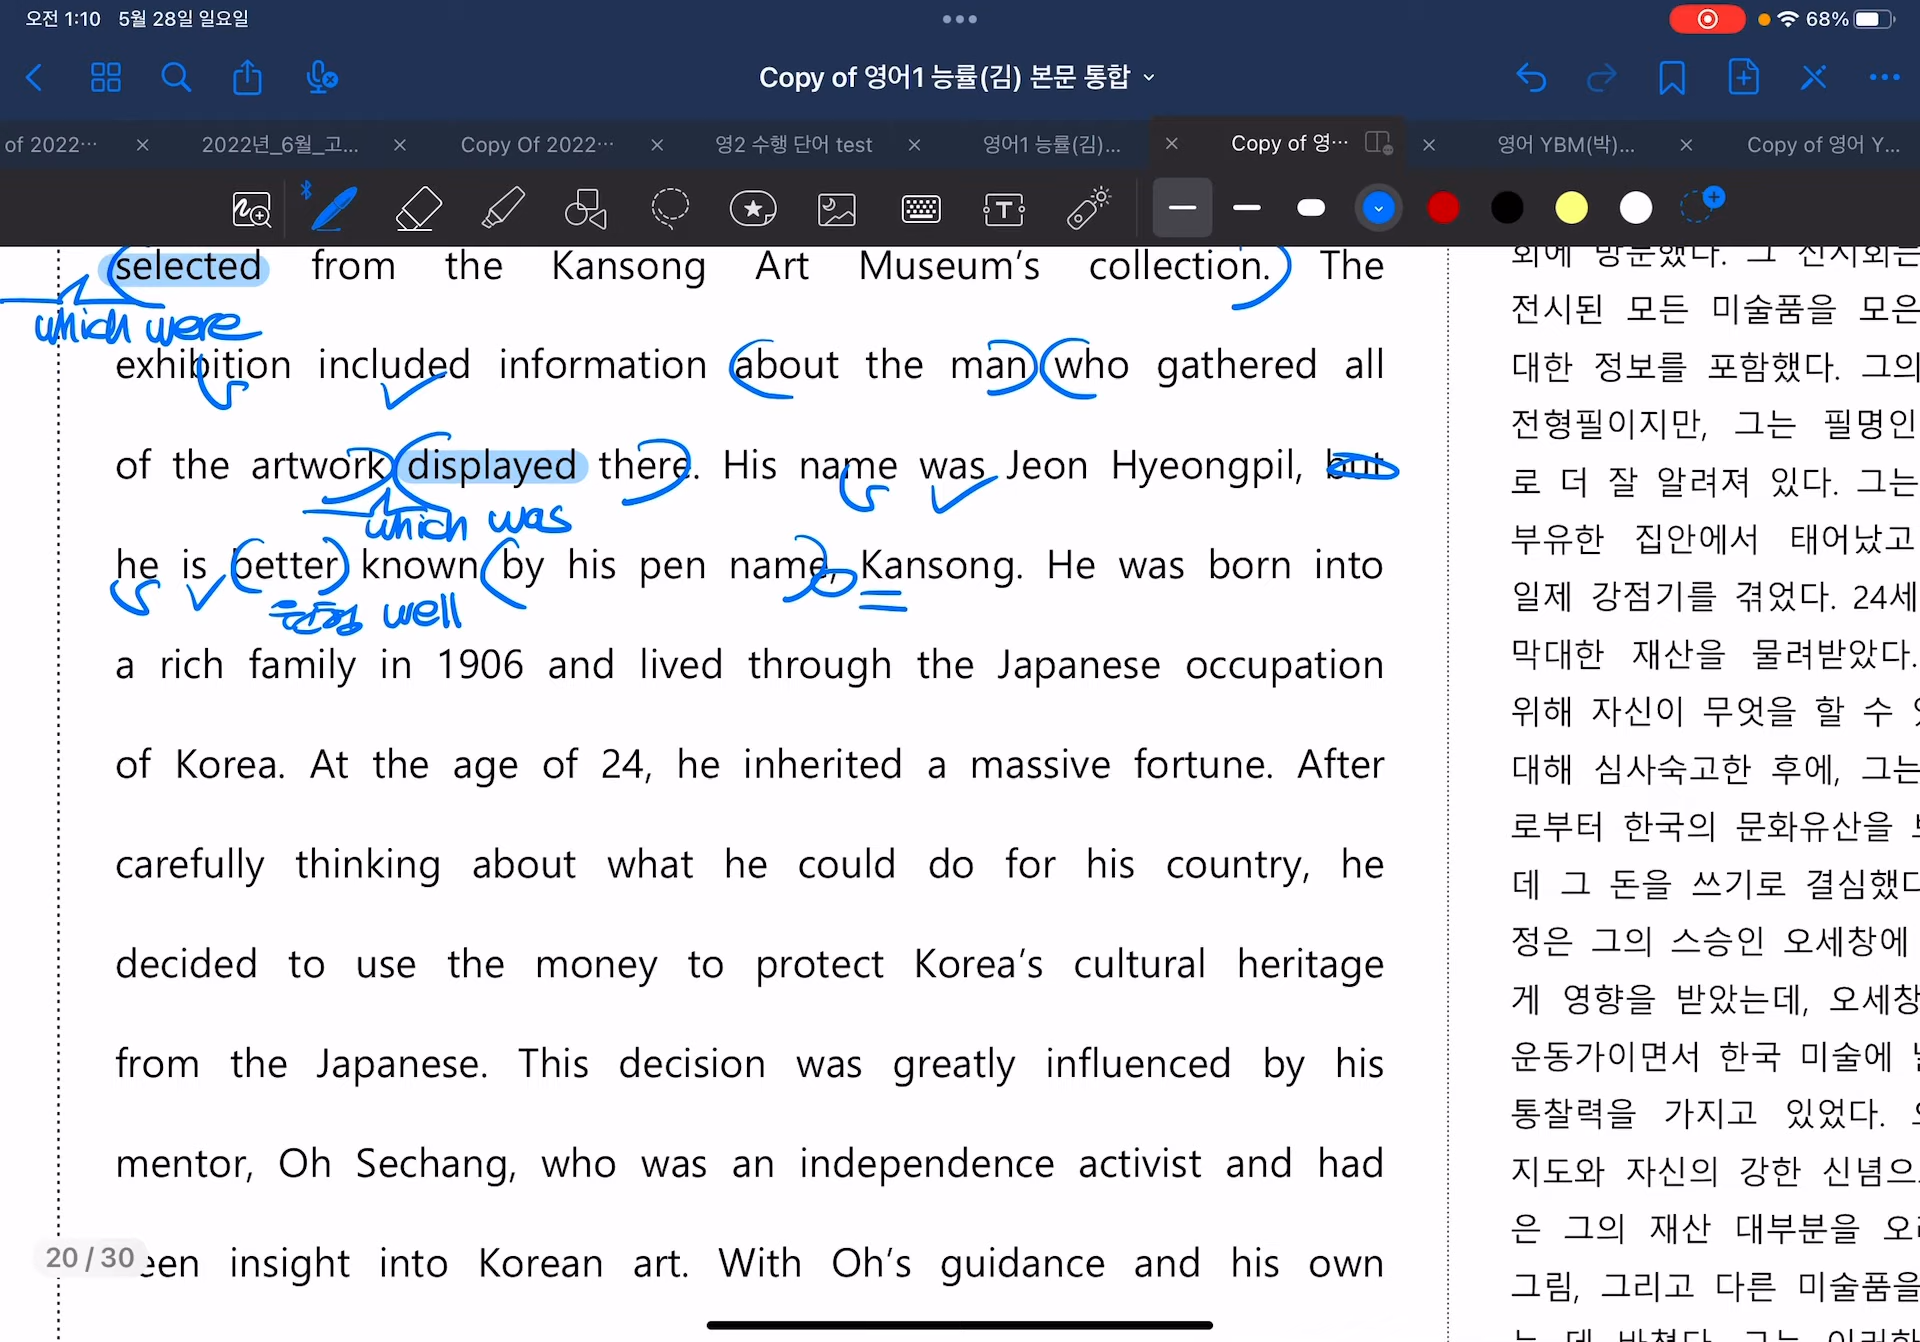 오전 1:10 5월 28일 일요일
68%
Copy of 영어1 능률(김) 본문 통합
of 2022···
2022년_6월_고...
Copy Of 2022···
영2 수행 단어 test
영어1 능률(김)...
Copy of 영···
영어 YBM(박)...
Copy of 영어 Y...
selected from the Kansong Art Museum's collection. The
which were
exhibition included information about the man who gathered all
of the artwork displayed there. His name was Jeon Hyeongpil, but
which was
he is better known by his pen name, Kansong. He was born into
원형 well
a rich family in 1906 and lived through the Japanese occupation
of Korea. At the age of 24, he inherited a massive fortune. After
carefully thinking about what he could do for his country, he
decided to use the money to protect Korea's cultural heritage
from the Japanese. This decision was greatly influenced by his
mentor, Oh Sechang, who was an independence activist and had
een insight into Korean art. With Oh's guidance and his own
20 / 30
회에 방문했다. 그 전시회는
전시된 모든 미술품을 모은
대한 정보를 포함했다. 그의
전형필이지만, 그는 필명인
로 더 잘 알려져 있다. 그는
부유한 집안에서 태어났고
일제 강점기를 겪었다. 24세
막대한 재산을 물려받았다.
위해 자신이 무엇을 할 수
대해 심사숙고한 후에, 그는
로부터 한국의 문화유산을
데 그 돈을 쓰기로 결심했다
정은 그의 스승인 오세창에
게 영향을 받았는데, 오세창
운동가이면서 한국 미술에
통찰력을 가지고 있었다.
지도와 자신의 강한 신념으
은 그의 재산 대부분을 오
그림, 그리고 다른 미술품을